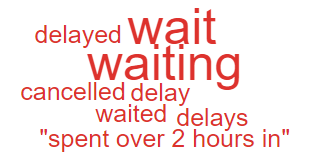 delayed wait
waiting
cancelled delay
waited delays
"spent over 2 hours in"